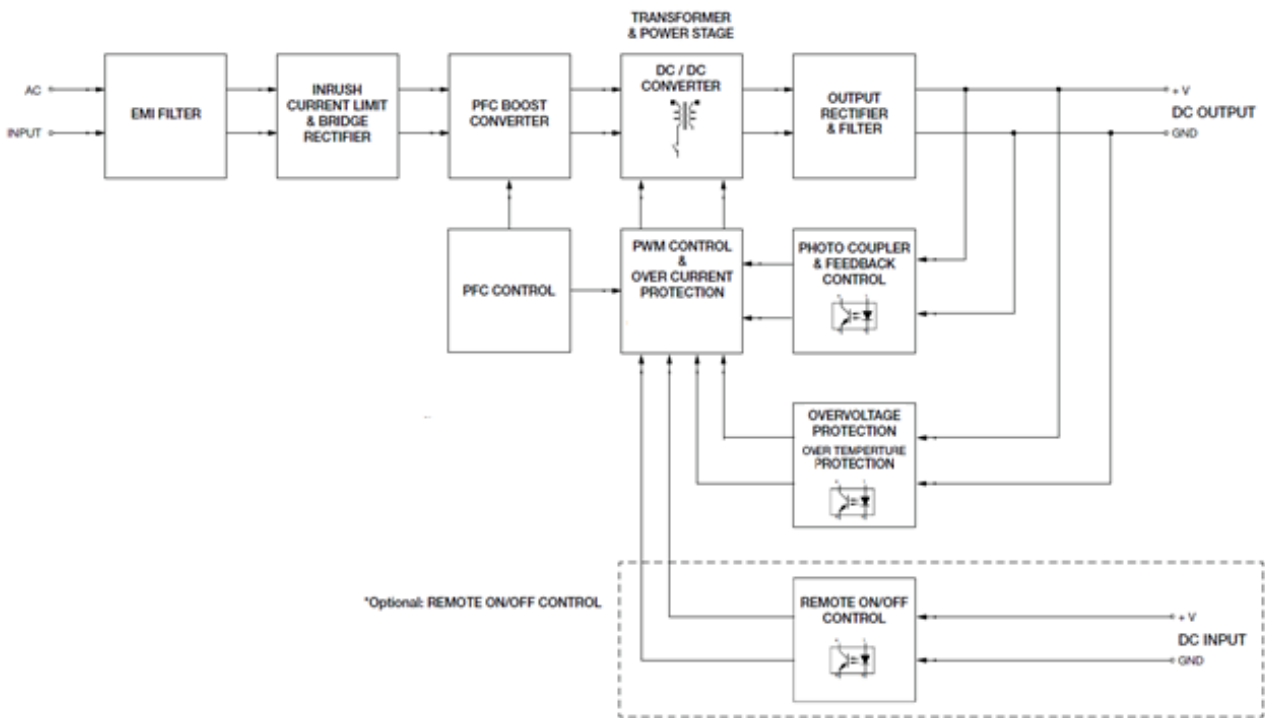 TRANSFORMER
& POWER STAGE
AC
INPUT
EMI FILTER
INRUSH
CURRENT LIMIT
& BRIDGE
RECTIFIER
PFC BOOST
CONVERTER
DC / DC
CONVERTER
OUTPUT
RECTIFIER
& FILTER
+ V
DC OUTPUT
GND
PFC CONTROL
PWM CONTROL
&
OVER CURRENT
PROTECTION
PHOTO COUPLER
& FEEDBACK
CONTROL
OVERVOLTAGE
PROTECTION
OVER TEMPERTURE
PROTECTION
*Optional: REMOTE ON/OFF CONTROL
REMOTE ON/OFF
CONTROL
+ V
DC INPUT
GND